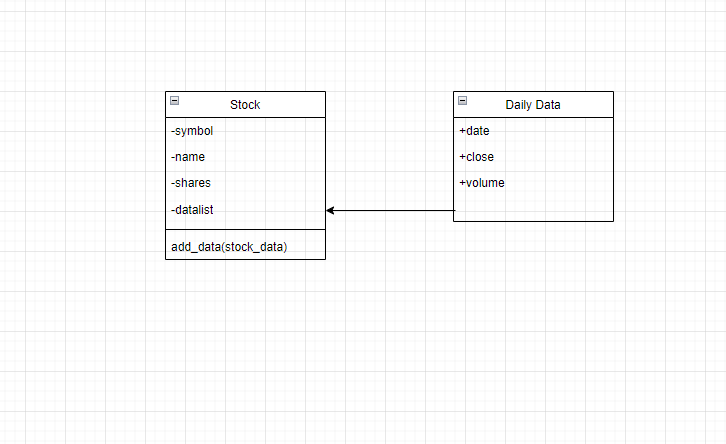 Stock
-symbol
-name
-shares
-datalist
add_data(stock_data)
Daily Data
+date
+close
+volume